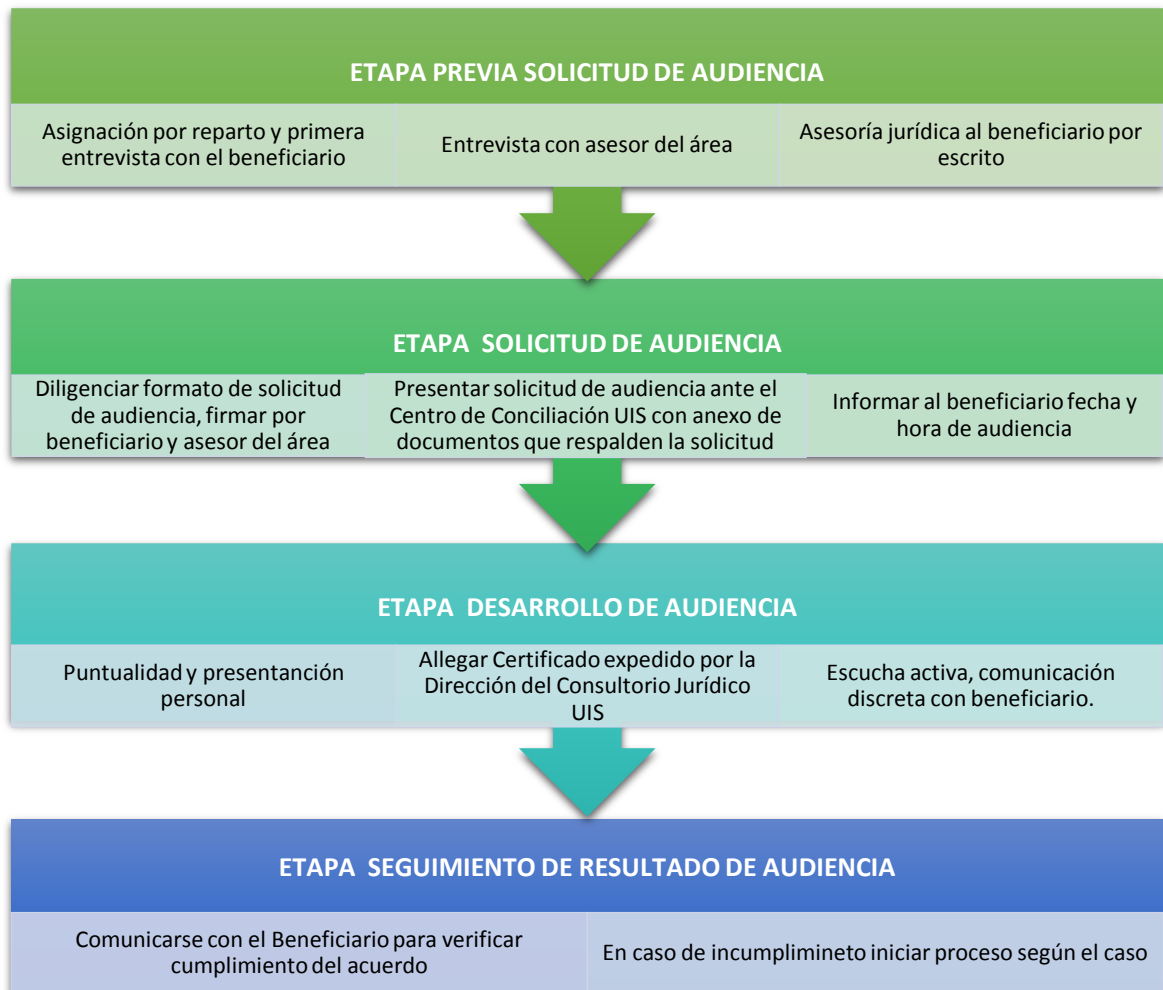 ETAPA PREVIA SOLICITUD DE AUDIENCIA
Asignación por reparto y primera
entrevista con el beneficiario
Entrevista con asesor del área
Asesoría jurídica al beneficiario por
escrito
ETAPA SOLICITUD DE AUDIENCIA
Diligenciar formato de solicitud
de audiencia, firmar por
beneficiario y asesor del área
Presentar solicitud de audiencia ante el
Centro de Conciliación UIS con anexo de
documentos que respalden la solicitud
Informar al beneficiario fecha y
hora de audiencia
ETAPA DESARROLLO DE AUDIENCIA
Puntualidad y presentanción
personal
Allegar Certificado expedido por la
Dirección del Consultorio Jurídico
UIS
Escucha activa, comunicación
discreta con beneficiario.
ETAPA SEGUIMIENTO DE RESULTADO DE AUDIENCIA
Comunicarse con el Beneficiario para verificar
cumplimiento del acuerdo
En caso de incumplimineto iniciar proceso según el caso